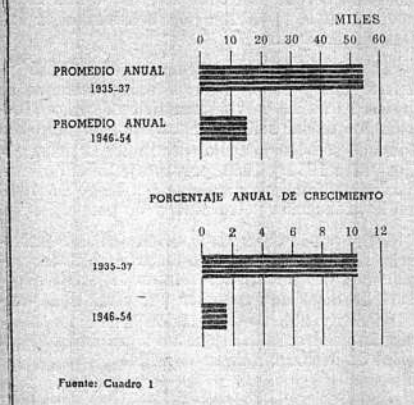 MILES
0 10 20 30 40 50 60
PROMEDIO ANUAL
1935-37
PROMEDIO ANUAL
1946-54
PORCENTAJE ANUAL DE CRECIMIENTO
0 2 4 6 8 10 12
1935-37
1946-54
Fuente: Cuadro 1